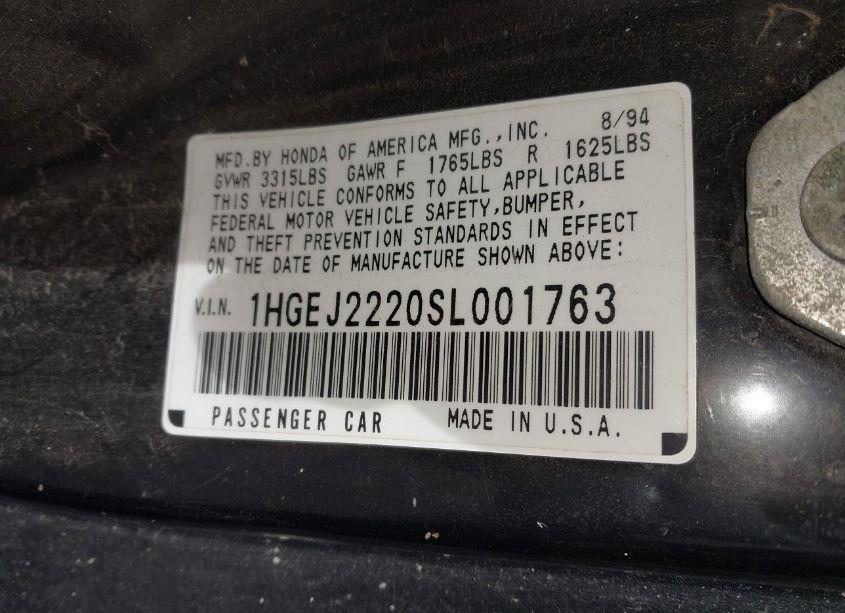 MFD.BY HONDA OF AMERICA MFG.,INC. 8/94
GVWR 3315LBS GAWR F 1765LBS R 1625LBS
THIS VEHICLE CONFORMS TO ALL APPLICABLE
FEDERAL MOTOR VEHICLE SAFETY,BUMPER,
AND THEFT PREVENTION STANDARDS IN EFFECT
ON THE DATE OF MANUFACTURE SHOWN ABOVE:
V.I.N. 1HGEJ2220SL001763
PASSENGER CAR MADE IN U.S.A.